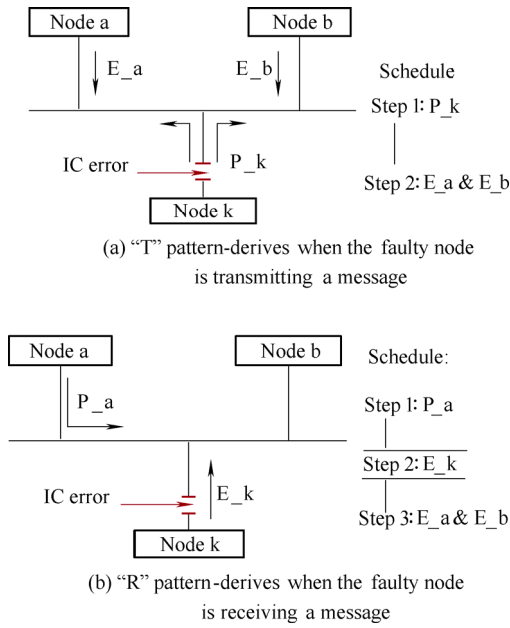 Node a
Node b
E_a
E_b
Schedule
Step 1: P_k
P_k
IC error
Step 2: E_a & E_b
Node k
(a) “T” pattern-derives when the faulty node
is transmitting a message
Node a
Node b
Schedule:
P_a
Step 1: P_a
Step 2: E_k
IC error
E_k
Step 3: E_a & E_b
Node k
(b) “R” pattern-derives when the faulty node
is receiving a message